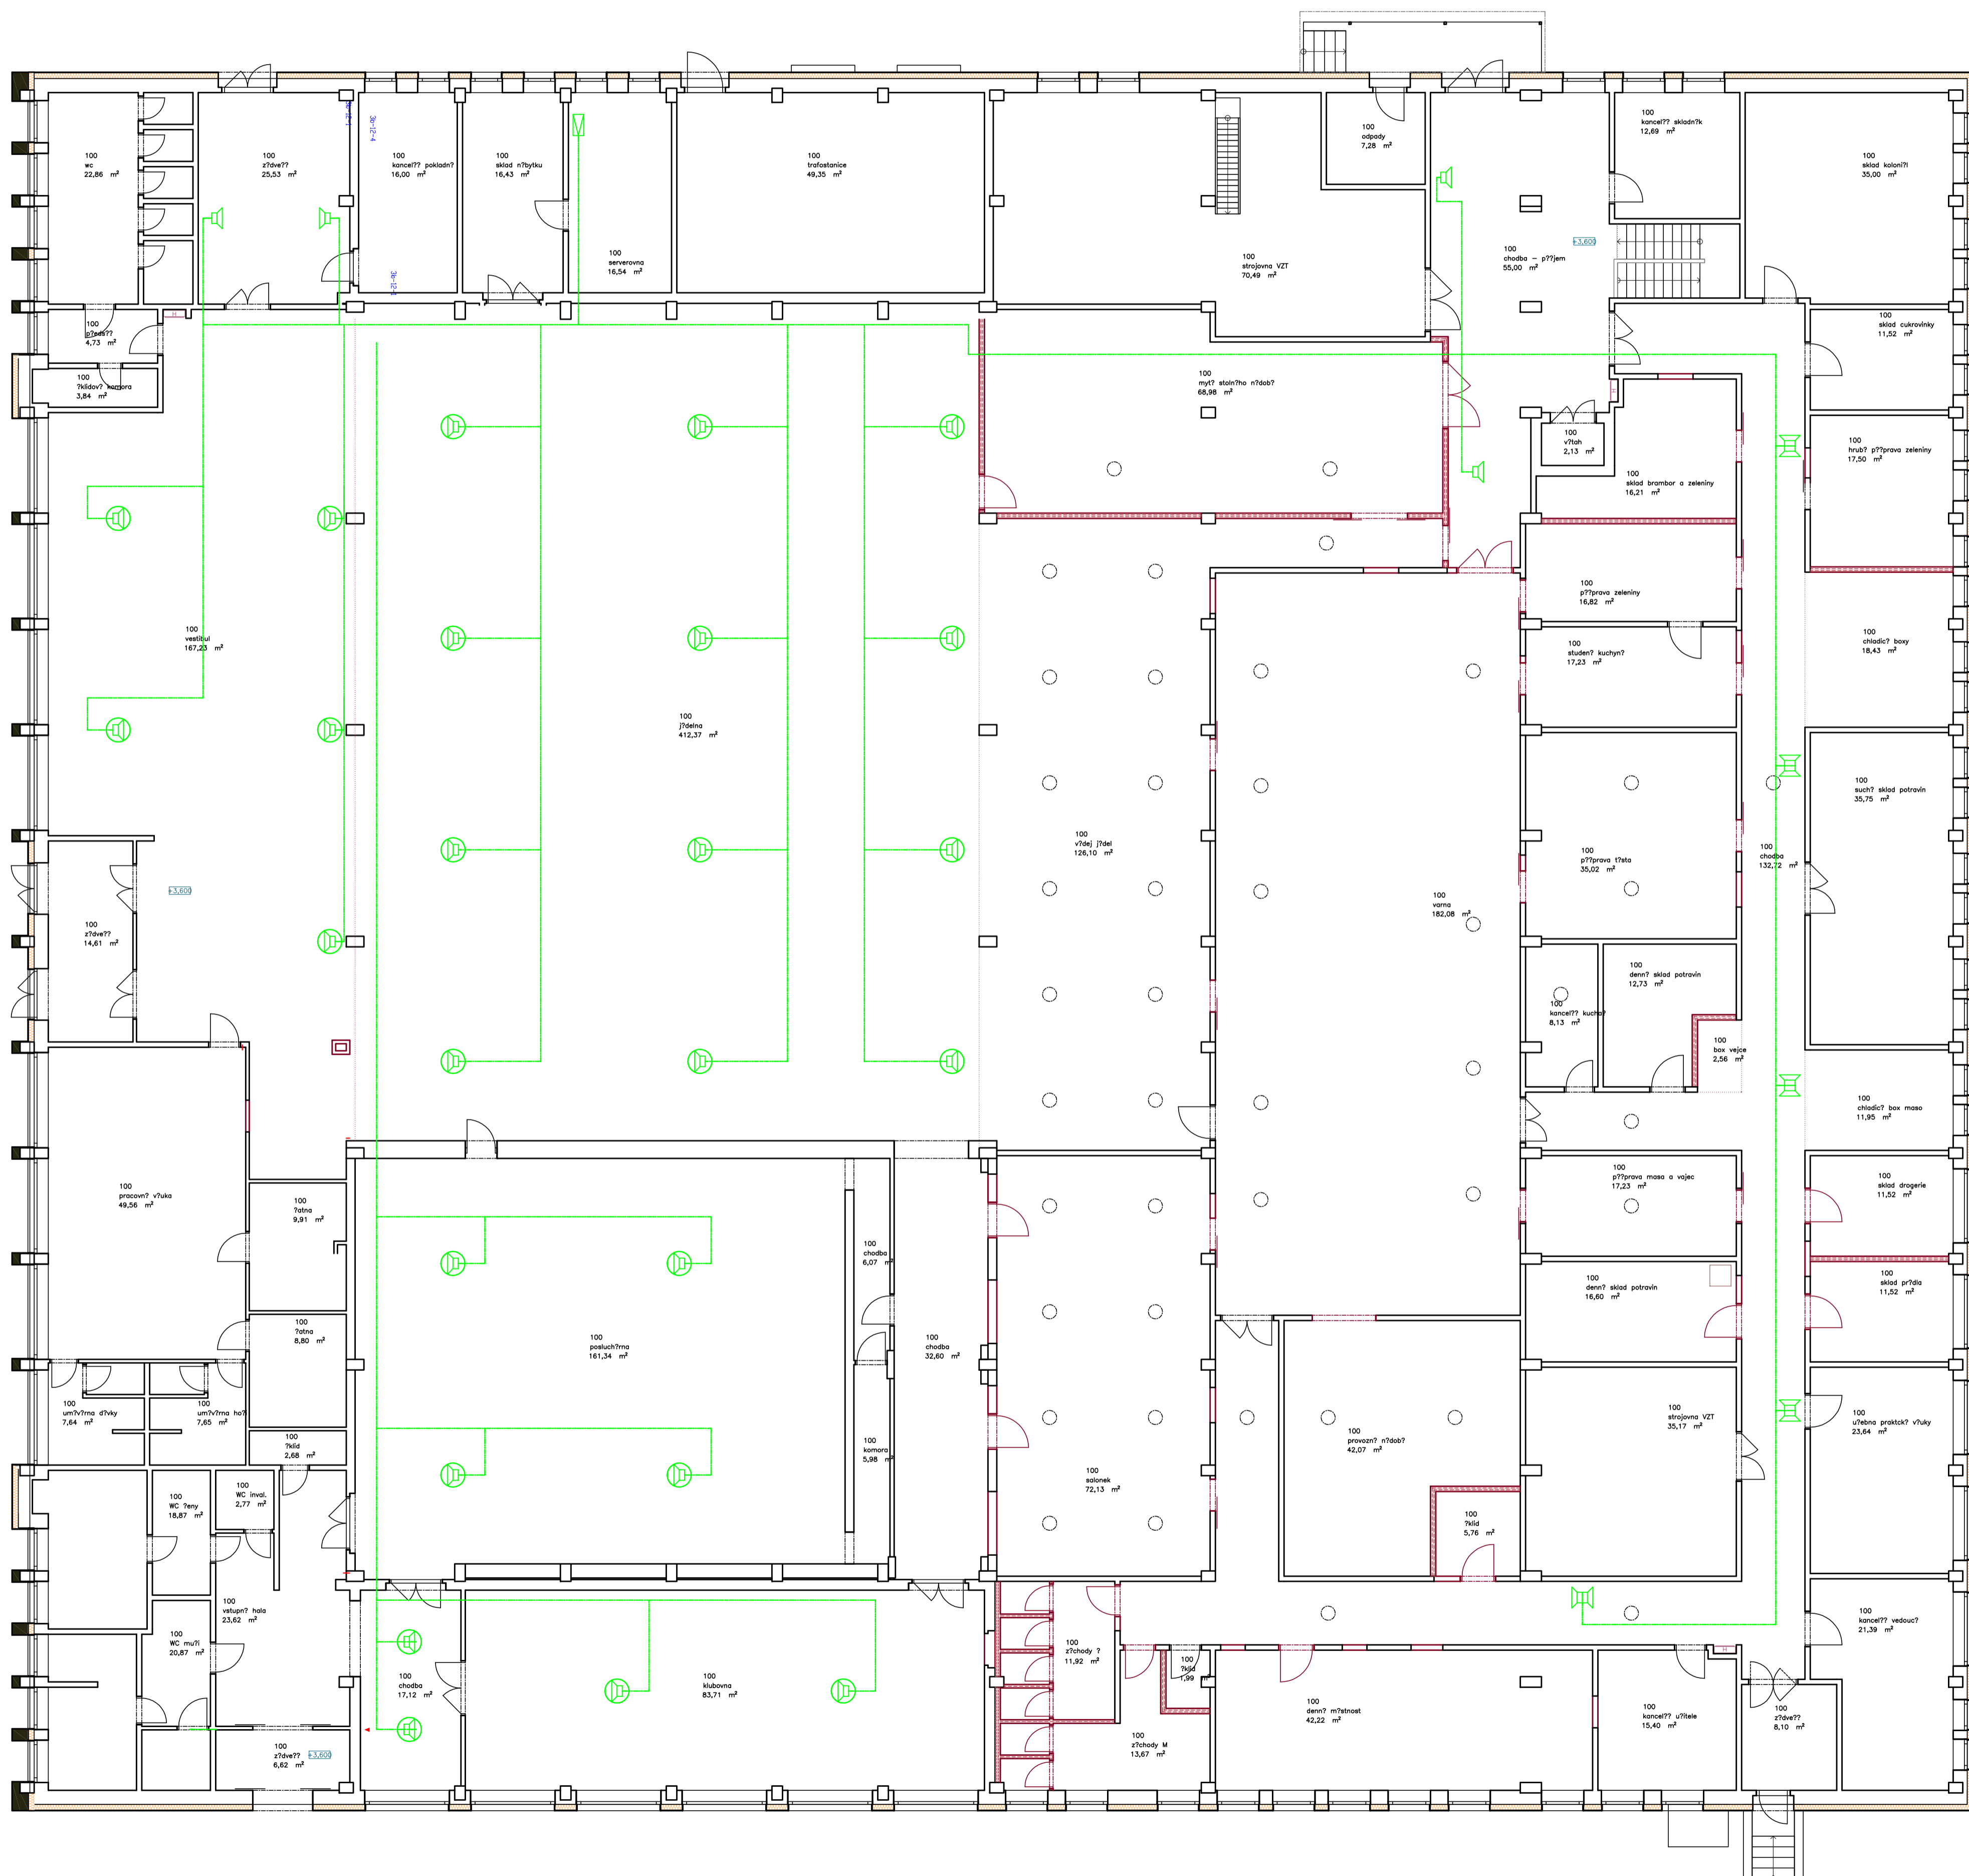 100
wc
22,86 m²
100
z?dve??
25,53 m²
3b-12-4
3b-12-1
100
kancel?? pokladn?
16,00 m²
100
sklad n?bytku
16,43 m²
100
serverovna
16,54 m²
100
trafostanice
49,35 m²
100
strojovna VZT
70,49 m²
100
odpady
7,28 m²
100
chodba – p??jem
55,00 m²
+3,600
100
kancel?? skladn?k
12,69 m²
100
sklad koloni?l
35,00 m²
100
p?eds??
4,73 m²
H
100
?klidov? komora
3,84 m²
100
myt? stoln?ho n?dob?
68,98 m²
H
100
v?tah
2,13 m²
100
sklad brambor a zeleniny
16,21 m²
100
sklad cukrovinky
11,52 m²
100
hrub? p??prava zeleniny
17,50 m²
100
vestibul
167,23 m²
100
j?delna
412,37 m²
100
p??prava zeleniny
16,82 m²
100
studen? kuchyn?
17,23 m²
100
chladic? boxy
18,43 m²
100
such? sklad potravin
35,75 m²
100
v?dej j?del
126,10 m²
100
varna
182,08 m²
100
p??prava t?sta
35,02 m²
100
chodba
132,72 m²
+3,600
100
z?dve??
14,61 m²
100
kancel?? kucha?
8,13 m²
100
denn? sklad potravin
12,73 m²
100
box vejce
2,56 m²
100
chladic? box maso
11,95 m²
100
pracovn? v?uka
49,56 m²
100
?atna
9,91 m²
100
?atna
8,80 m²
100
chodba
6,07 m²
100
p??prava masa a vajec
17,23 m²
100
sklad drogerie
11,52 m²
100
denn? sklad potravin
16,60 m²
100
sklad pr?dla
11,52 m²
100
posluch?rna
161,34 m²
100
chodba
32,60 m²
100
um?v?rna d?vky
7,64 m²
100
um?v?rna ho?i
7,65 m²
100
?klid
2,68 m²
100
komora
5,98 m²
100
salonek
72,13 m²
100
provozn? n?dob?
42,07 m²
100
strojovna VZT
35,17 m²
100
u?ebna praktck? v?uky
23,64 m²
100
WC ?eny
18,87 m²
100
WC inval.
2,77 m²
100
?klid
5,76 m²
100
vstupn? hala
23,62 m²
100
WC mu?i
20,87 m²
100
chodba
17,12 m²
100
klubovna
83,71 m²
100
z?chody ?
11,92 m²
100
?klid
1,99 m²
100
z?chody M
13,67 m²
100
denn? m?stnost
42,22 m²
100
kancel?? u?itele
15,40 m²
H
100
z?dve??
8,10 m²
100
kancel?? vedouc?
21,39 m²
100
z?dve??
6,62 m²
+3,600